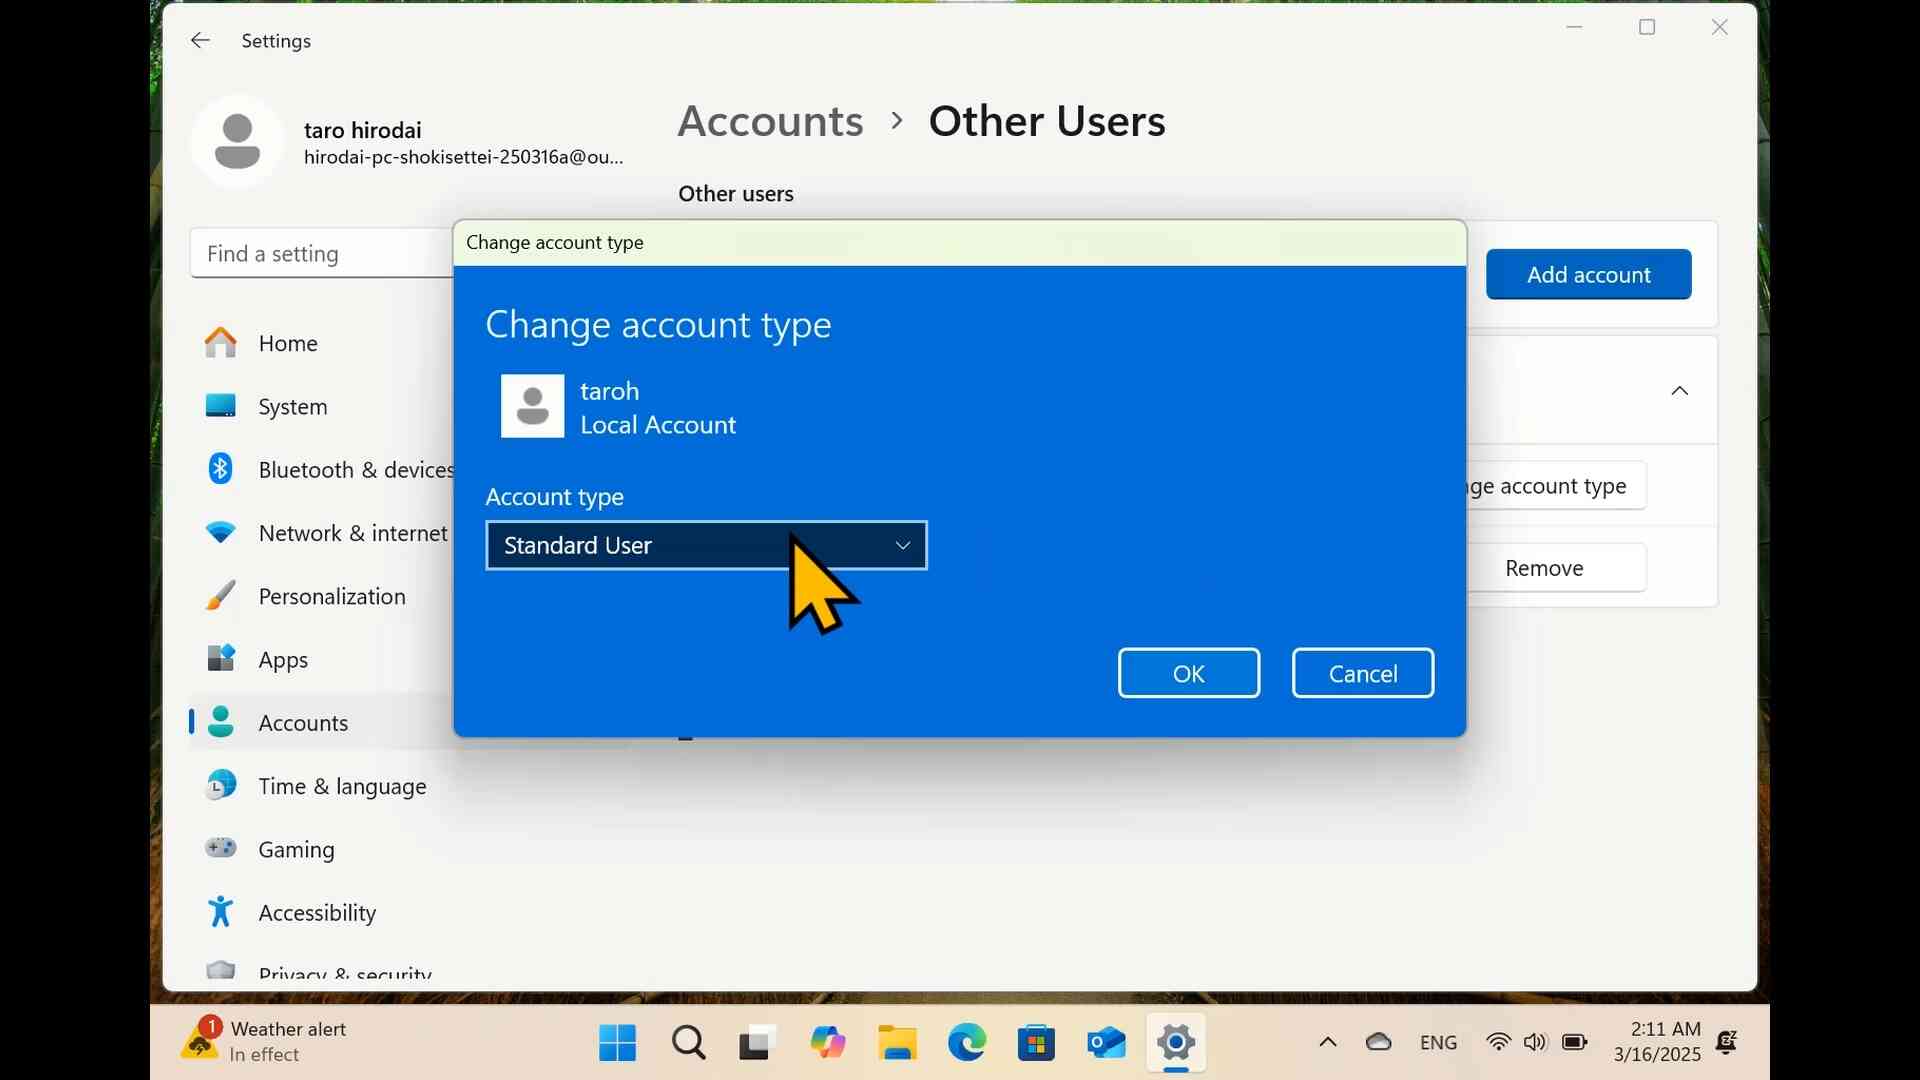 Settings
taro hirodai
hirodai-pc-shokisettei-250316a@ou...
Find a setting
Home
System
Bluetooth & devices
Network & internet
Personalization
Apps
Accounts
Time & language
Gaming
Accessibility
Privacy & security
Accounts > Other Users
Other users
Add account
Change account type
Change account type
taroh
Local Account
Account type
Standard User
OK
Cancel
nge account type
Remove
1
Weather alert
In effect
ENG
2:11 AM
3/16/2025